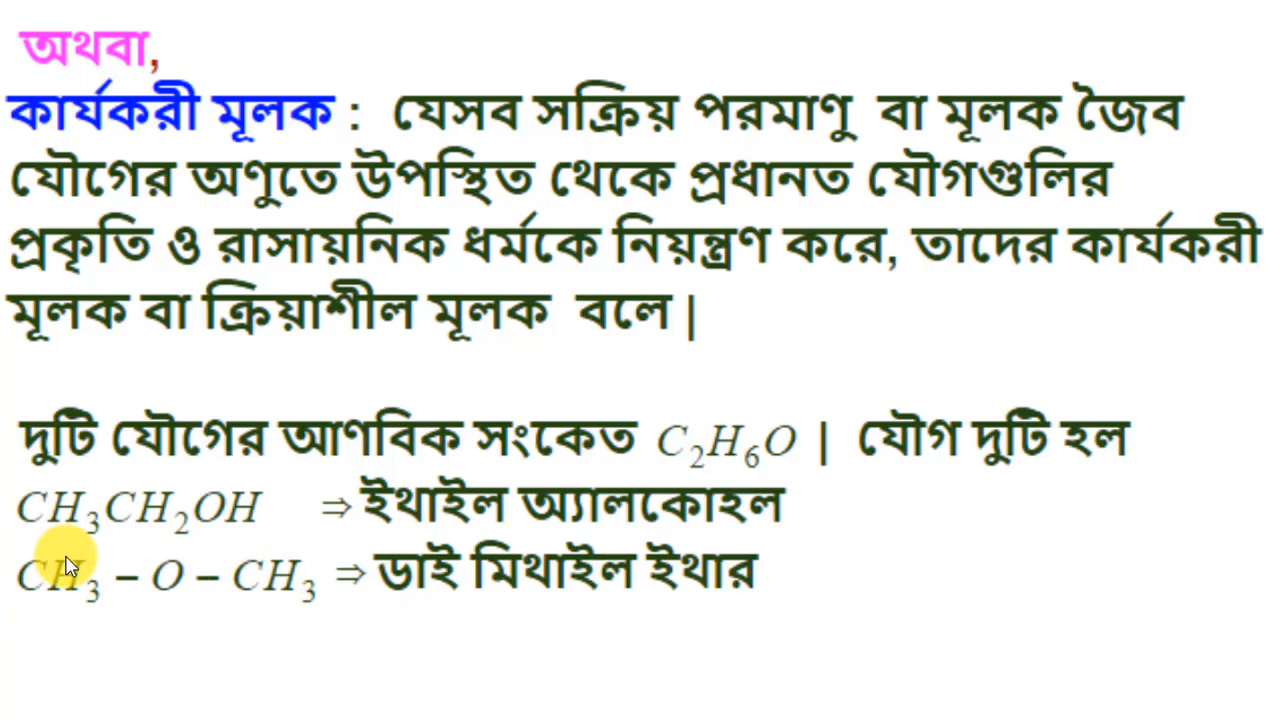 অথবা,
কার্যকরী মূলক : যেসব সক্রিয় পরমাণু বা মূলক জৈব
যৌগের অণুতে উপস্থিত থেকে প্রধানত যৌগগুলির
প্রকৃতি ও রাসায়নিক ধর্মকে নিয়ন্ত্রণ করে, তাদের কার্যকরী
মূলক বা ক্রিয়াশীল মূলক বলে |
দুটি যৌগের আণবিক সংকেত C₂H₆O | যৌগ দুটি হল
CH₃CH₂OH ⇒ ইথাইল অ্যালকোহল
CH₃ – O – CH₃ ⇒ ডাই মিথাইল ইথার